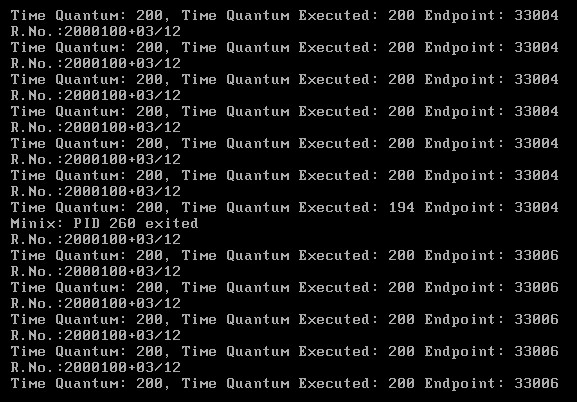 Time Quantum: 200, Time Quantum Executed: 200 Endpoint: 33004
R.No.:2000100+03/12
Time Quantum: 200, Time Quantum Executed: 200 Endpoint: 33004
R.No.:2000100+03/12
Time Quantum: 200, Time Quantum Executed: 200 Endpoint: 33004
R.No.:2000100+03/12
Time Quantum: 200, Time Quantum Executed: 200 Endpoint: 33004
R.No.:2000100+03/12
Time Quantum: 200, Time Quantum Executed: 200 Endpoint: 33004
R.No.:2000100+03/12
Time Quantum: 200, Time Quantum Executed: 200 Endpoint: 33004
R.No.:2000100+03/12
Time Quantum: 200, Time Quantum Executed: 194 Endpoint: 33004
Minix: PID 260 exited
R.No.:2000100+03/12
Time Quantum: 200, Time Quantum Executed: 200 Endpoint: 33006
R.No.:2000100+03/12
Time Quantum: 200, Time Quantum Executed: 200 Endpoint: 33006
R.No.:2000100+03/12
Time Quantum: 200, Time Quantum Executed: 200 Endpoint: 33006
R.No.:2000100+03/12
Time Quantum: 200, Time Quantum Executed: 200 Endpoint: 33006
R.No.:2000100+03/12
Time Quantum: 200, Time Quantum Executed: 200 Endpoint: 33006